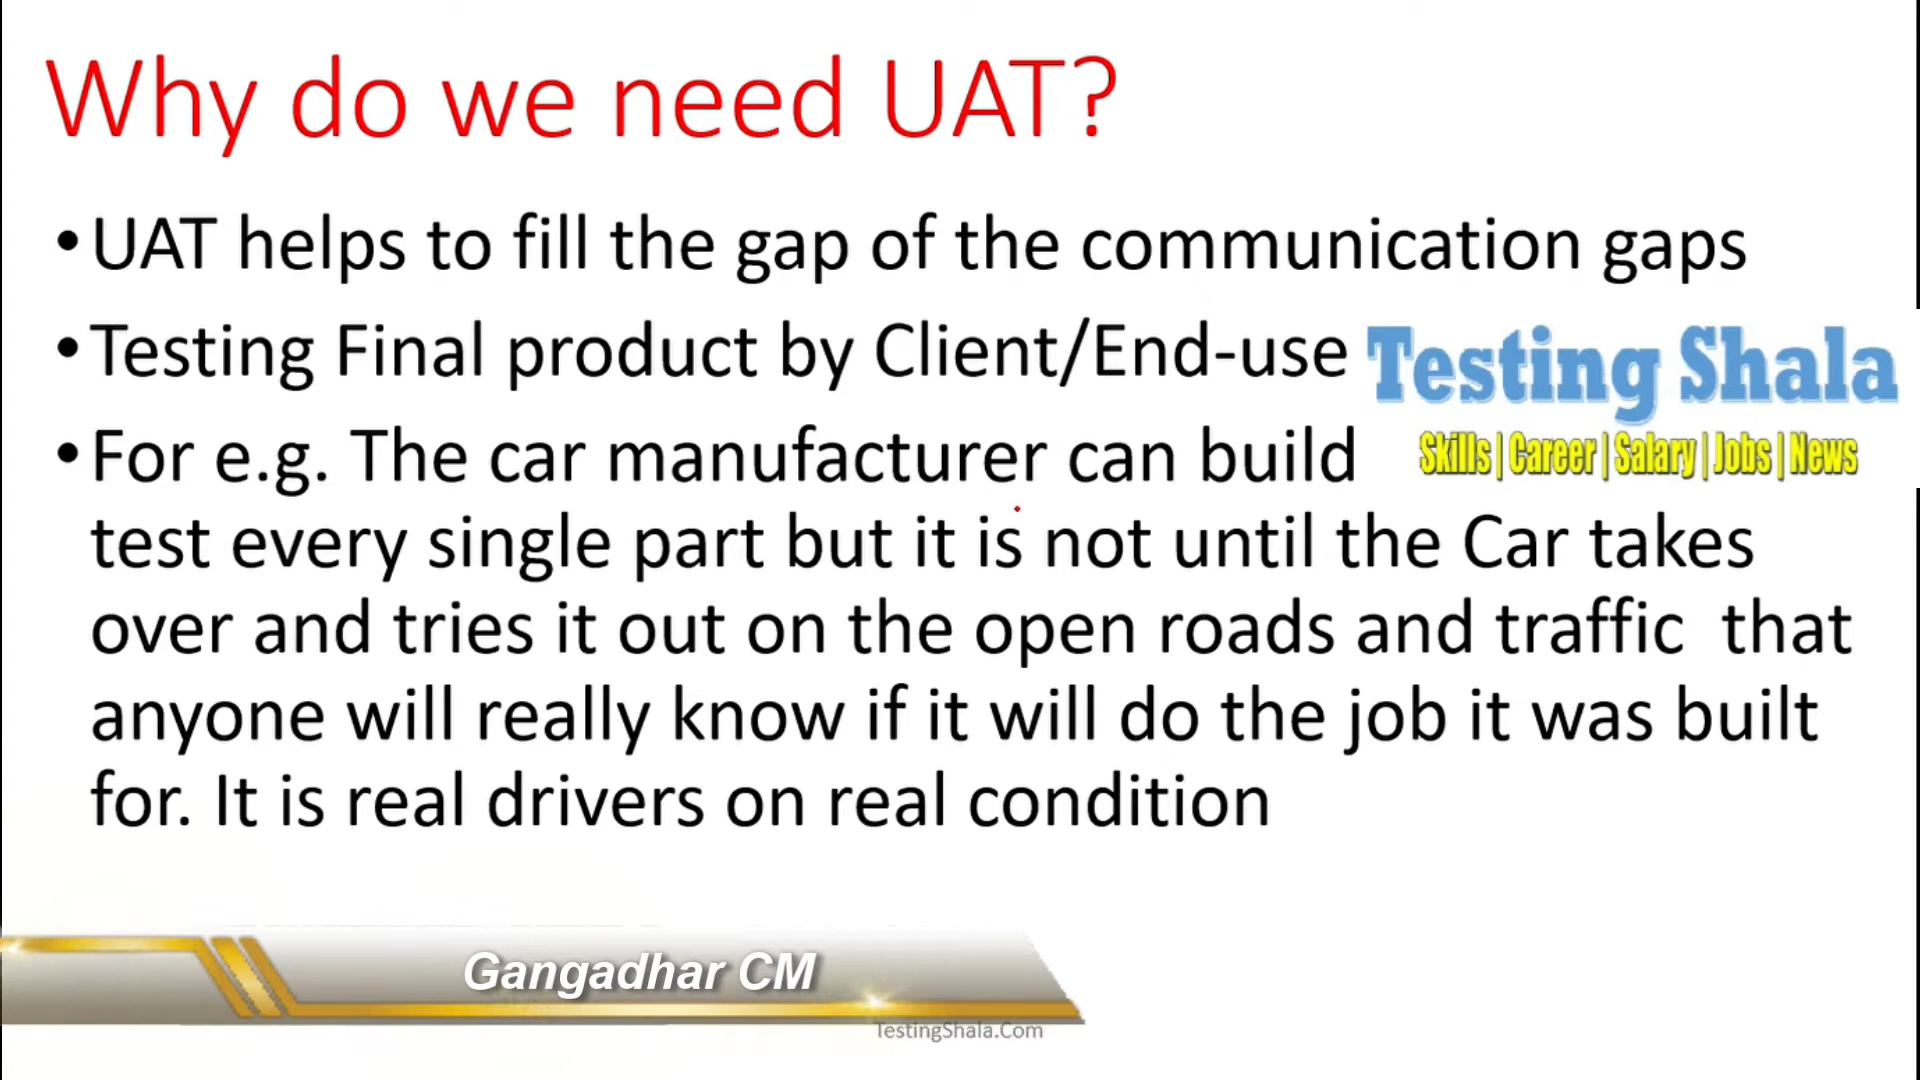 Why do we need UAT?
•UAT helps to fill the gap of the communication gaps
•Testing Final product by Client/End-use
Testing Shala
•For e.g. The car manufacturer can build
Skills | Career | Salary | Jobs | News
test every single part but it is not until the Car takes
over and tries it out on the open roads and traffic that
anyone will really know if it will do the job it was built
for. It is real drivers on real condition
Gangadhar CM
TestingShala.Com